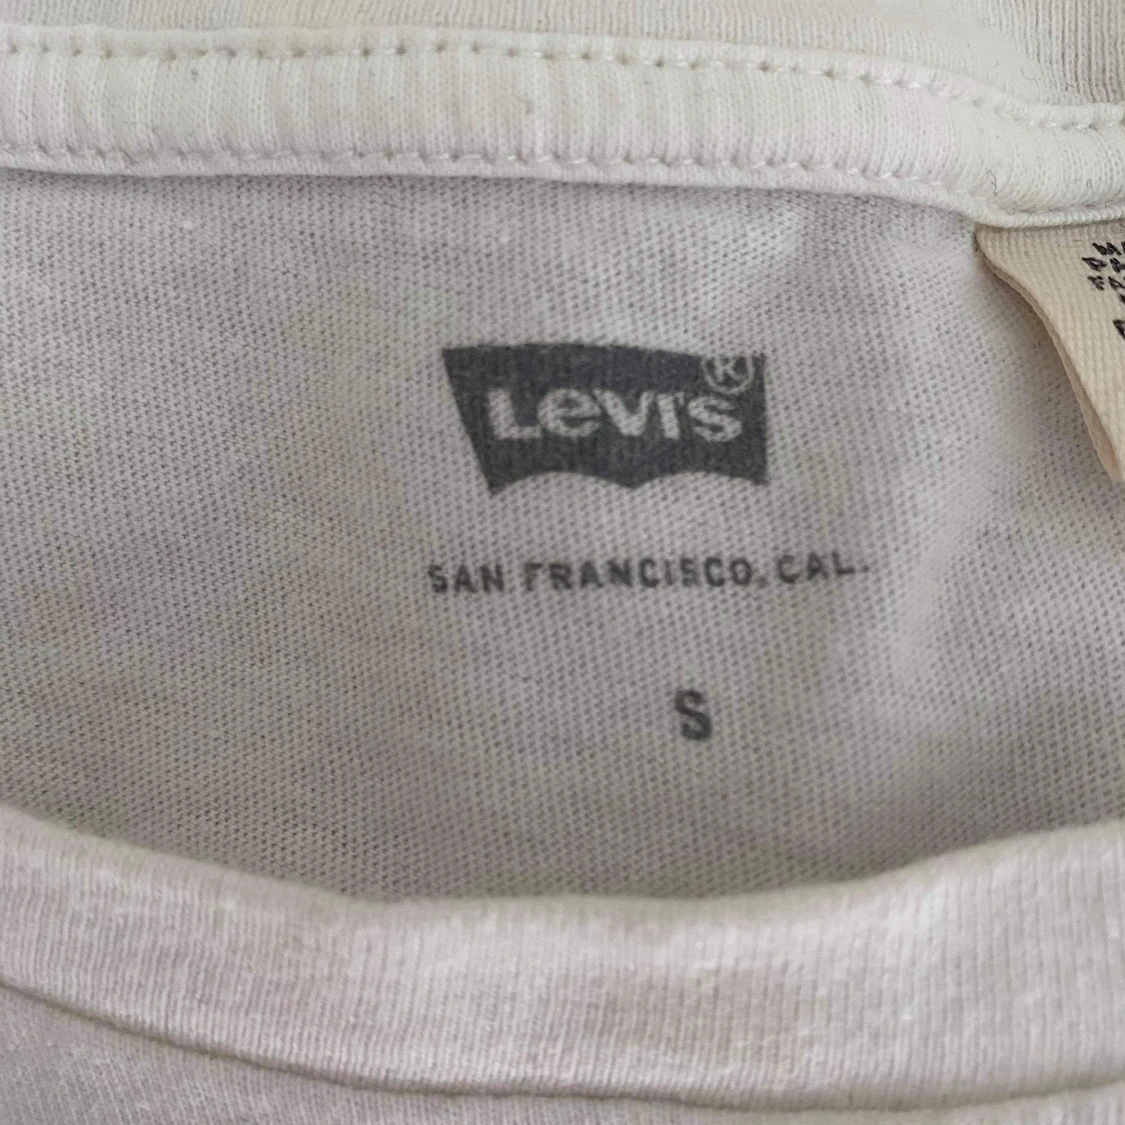 Levi's®
SAN FRANCISCO, CAL.
S